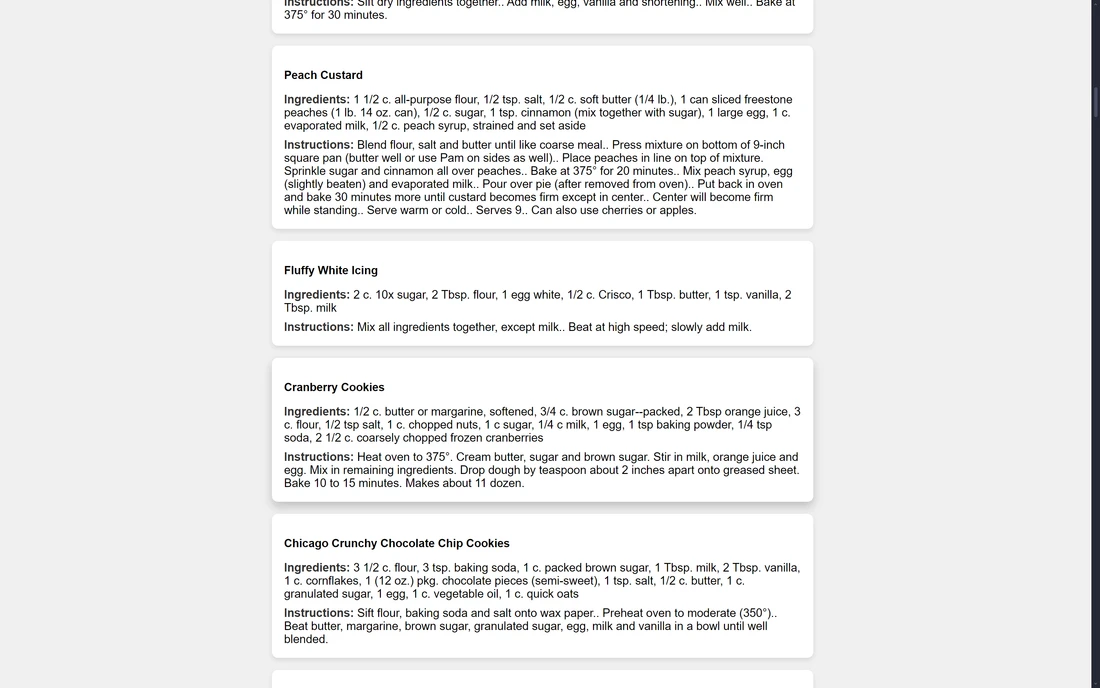 Instructions: Sift dry ingredients together.. Add milk, egg, vanilla and shortening.. Mix well.. Bake at
375° for 30 minutes.
Peach Custard
Ingredients: 1 1/2 c. all-purpose flour, 1/2 tsp. salt, 1/2 c. soft butter (1/4 lb.), 1 can sliced freestone
peaches (1 lb. 14 oz. can), 1/2 c. sugar, 1 tsp. cinnamon (mix together with sugar), 1 large egg, 1 c.
evaporated milk, 1/2 c. peach syrup, strained and set aside
Instructions: Blend flour, salt and butter until like coarse meal.. Press mixture on bottom of 9-inch
square pan (butter well or use Pam on sides as well).. Place peaches in line on top of mixture.
Sprinkle sugar and cinnamon all over peaches.. Bake at 375° for 20 minutes.. Mix peach syrup, egg
(slightly beaten) and evaporated milk.. Pour over pie (after removed from oven).. Put back in oven
and bake 30 minutes more until custard becomes firm except in center.. Center will become firm
while standing.. Serve warm or cold.. Serves 9.. Can also use cherries or apples.
Fluffy White Icing
Ingredients: 2 c. 10x sugar, 2 Tbsp. flour, 1 egg white, 1/2 c. Crisco, 1 Tbsp. butter, 1 tsp. vanilla, 2
Tbsp. milk
Instructions: Mix all ingredients together, except milk.. Beat at high speed; slowly add milk.
Cranberry Cookies
Ingredients: 1/2 c. butter or margarine, softened, 3/4 c. brown sugar--packed, 2 Tbsp orange juice, 3
c. flour, 1/2 tsp salt, 1 c. chopped nuts, 1 c sugar, 1/4 c milk, 1 egg, 1 tsp baking powder, 1/4 tsp
soda, 2 1/2 c. coarsely chopped frozen cranberries
Instructions: Heat oven to 375°. Cream butter, sugar and brown sugar. Stir in milk, orange juice and
egg. Mix in remaining ingredients. Drop dough by teaspoon about 2 inches apart onto greased sheet.
Bake 10 to 15 minutes. Makes about 11 dozen.
Chicago Crunchy Chocolate Chip Cookies
Ingredients: 3 1/2 c. flour, 3 tsp. baking soda, 1 c. packed brown sugar, 1 Tbsp. milk, 2 Tbsp. vanilla,
1 c. cornflakes, 1 (12 oz.) pkg. chocolate pieces (semi-sweet), 1 tsp. salt, 1/2 c. butter, 1 c.
granulated sugar, 1 egg, 1 c. vegetable oil, 1 c. quick oats
Instructions: Sift flour, baking soda and salt onto wax paper.. Preheat oven to moderate (350°)..
Beat butter, margarine, brown sugar, granulated sugar, egg, milk and vanilla in a bowl until well
blended.